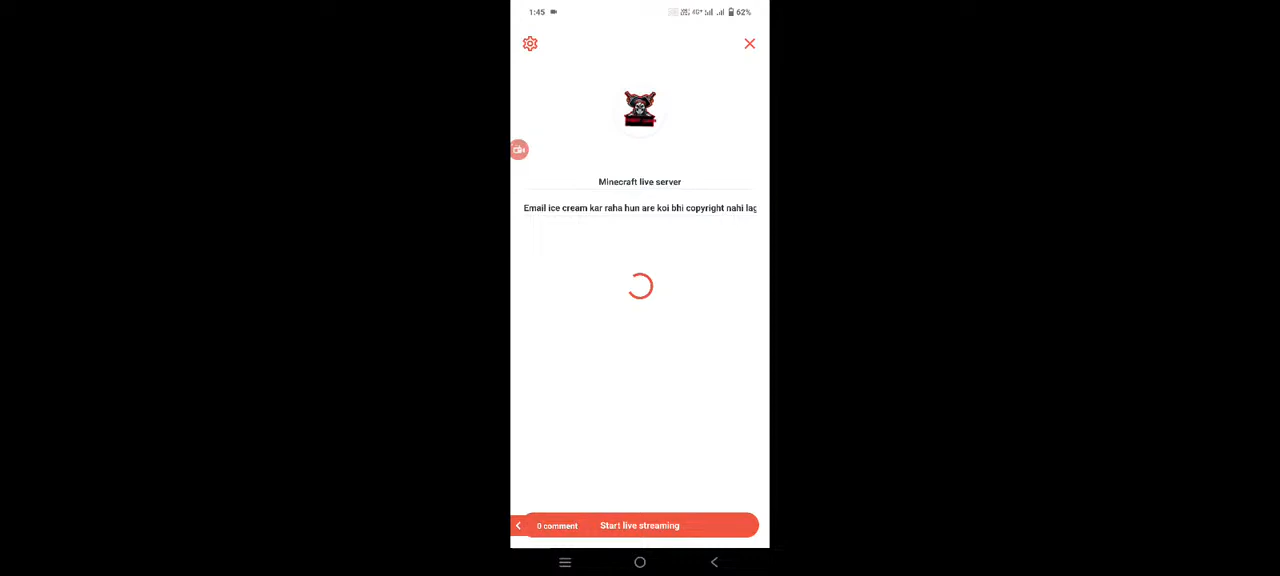 1:45
4G+
62%
Minecraft live server
Email ice cream kar raha hun are koi bhi copyright nahi lag
0 comment
Start live streaming